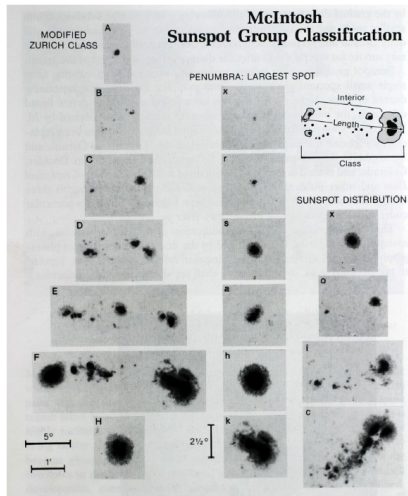 McIntosh
Sunspot Group Classification
MODIFIED
ZURICH CLASS
A
B
C
D
E
F
H
5°
1'
PENUMBRA: LARGEST SPOT
x
r
s
a
h
k
2½°
Interior
Length
Class
SUNSPOT DISTRIBUTION
x
o
i
c